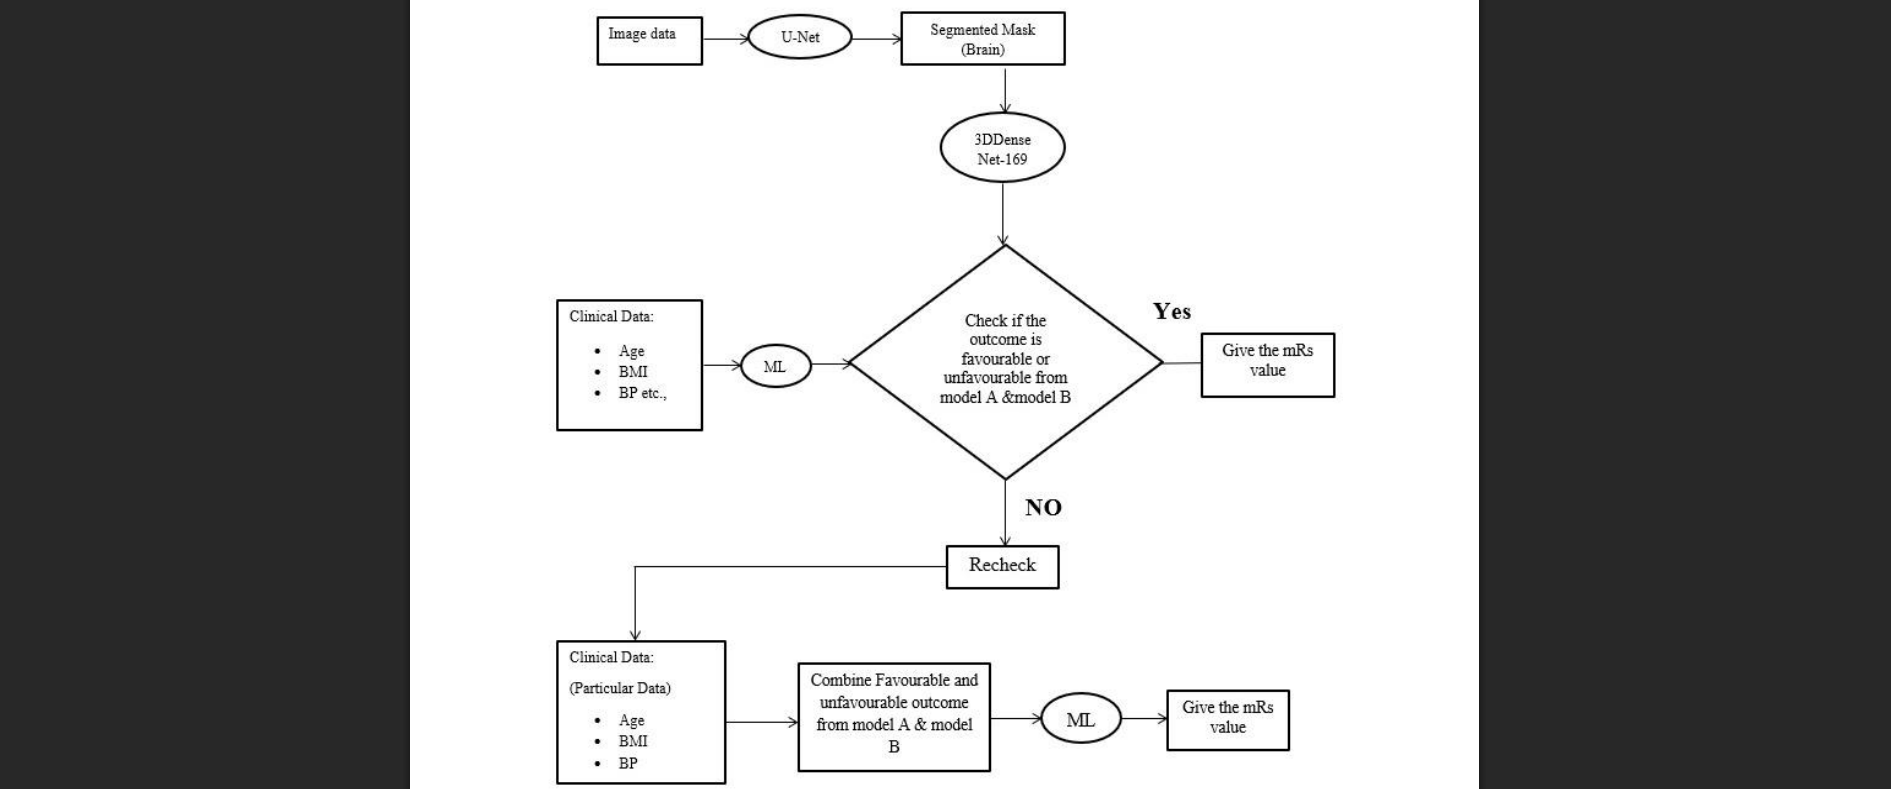 Image data
U-Net
Segmented Mask
(Brain)
3DDense
Net-169
Clinical Data:
• Age
• BMI
• BP etc.,
ML
Check if the
outcome is
favourable or
unfavourable from
model A &model B
Yes
Give the mRs
value
NO
Recheck
Clinical Data:
(Particular Data)
• Age
• BMI
• BP
Combine Favourable and
unfavourable outcome
from model A & model
B
ML
Give the mRs
value